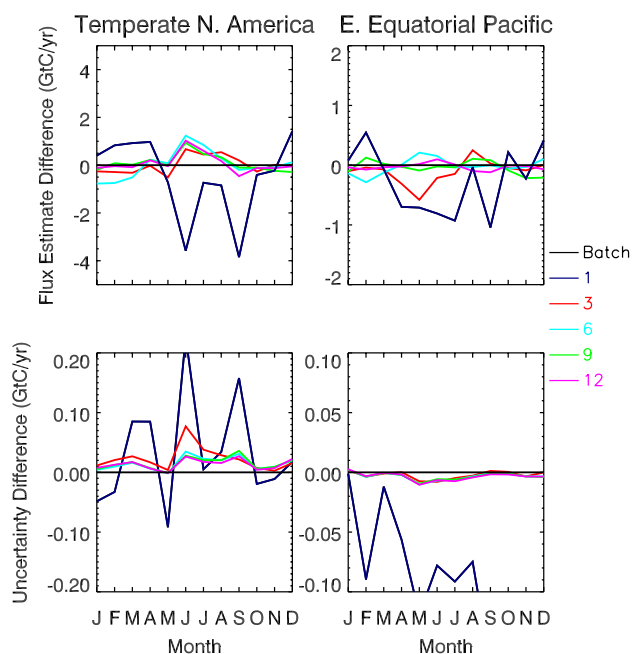 Temperate N. America
E. Equatorial Pacific
Flux Estimate Difference (GtC/yr)
4
2
0
-2
-4
2
1
0
-1
-2
Batch
1
3
6
9
12
Uncertainty Difference (GtC/yr)
0.20
0.10
0.00
-0.10
-0.20
0.10
0.05
0.00
-0.05
-0.10
J F M A M J J A S O N D
J F M A M J J A S O N D
Month
Month